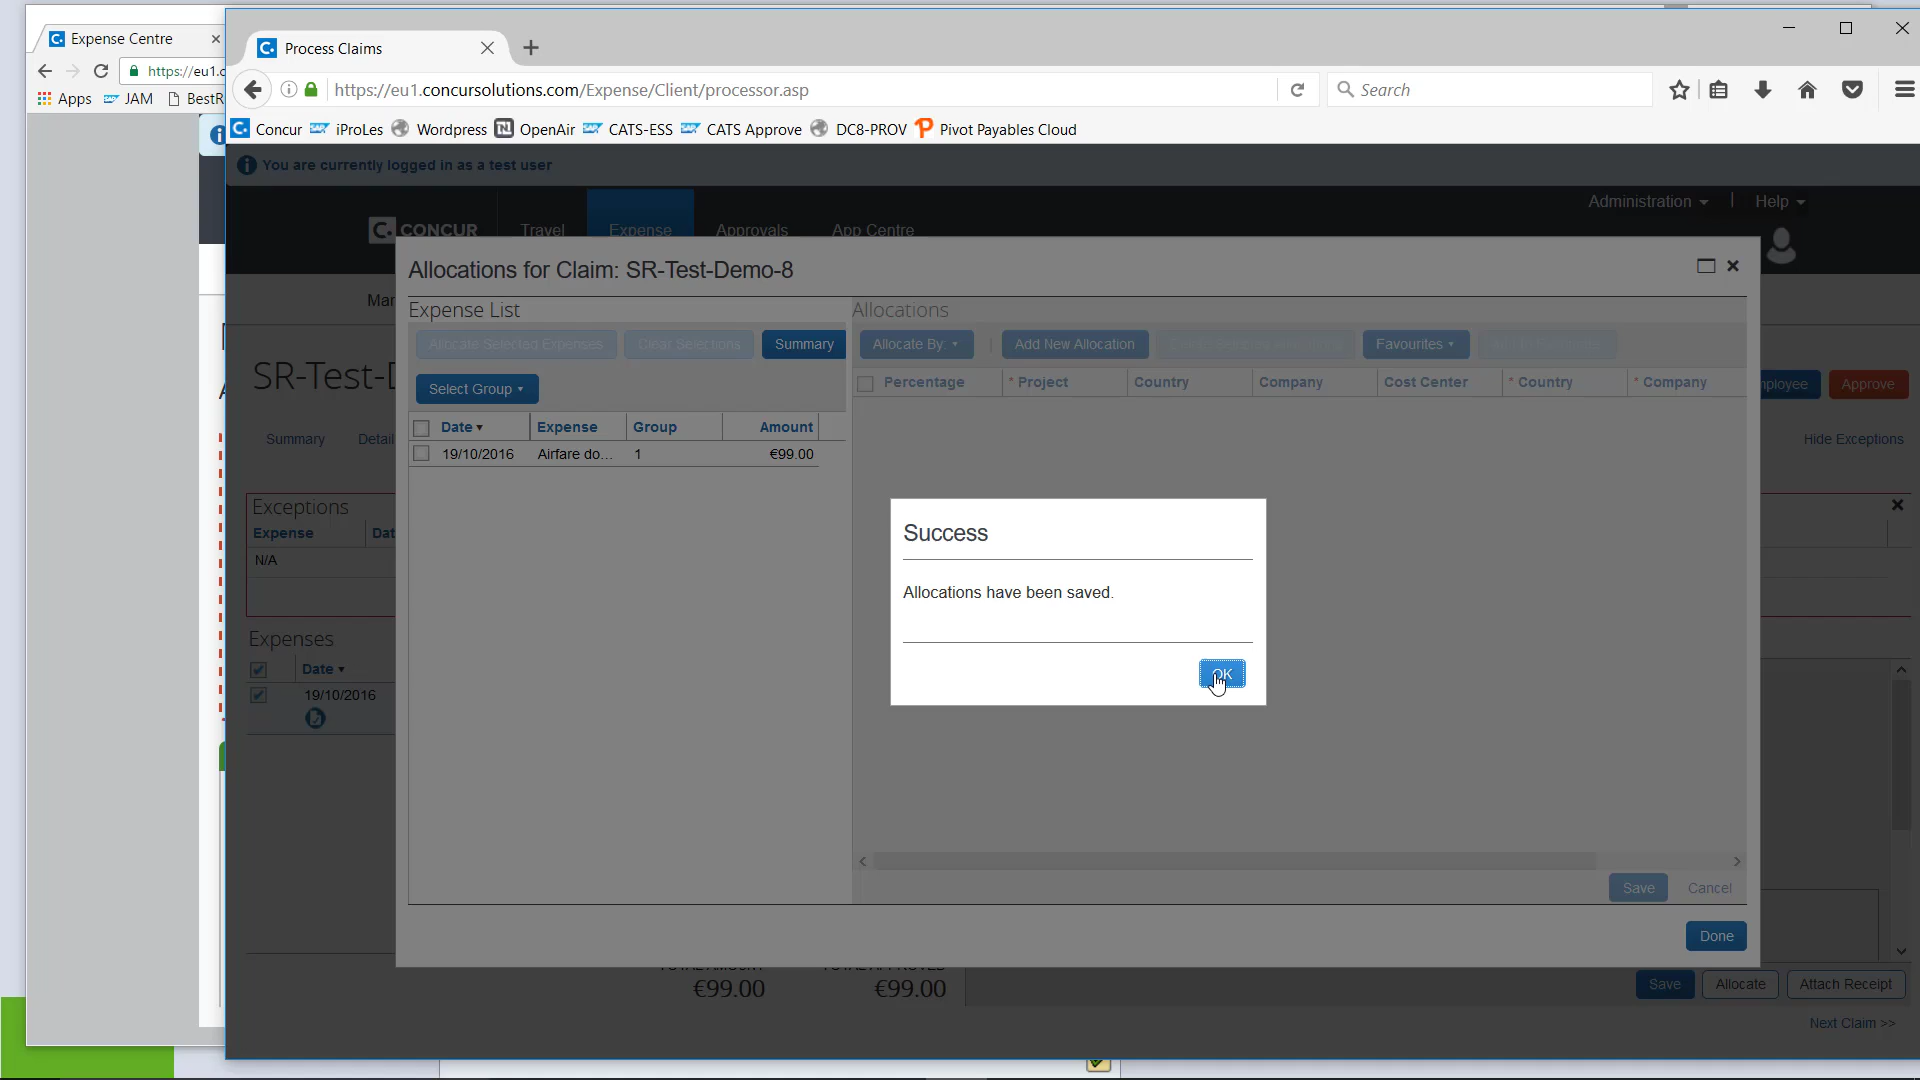 Expense Centre
https://eu1.c
Apps
JAM
BestR
Process Claims
https://eu1.concursolutions.com/Expense/Client/processor.asp
Search
Concur
iProLes
Wordpress
OpenAir
CATS-ESS
CATS Approve
DC8-PROV
Pivot Payables Cloud
You are currently logged in as a test user
Administration
Help
C. CONCUR
Travel
Expense
Approvals
App Centre
Mar
Allocations for Claim: SR-Test-Demo-8
Expense List
Allocations
Allocate Selected Expenses
Clear Selections
Summary
Allocate By:
Add New Allocation
Favourites
Select Group
Percentage
* Project
Country
Company
Cost Center
* Country
* Company
SR-Test-D
ployee
Approve
Date
Expense
Group
Amount
19/10/2016
Airfare do...
1
€99.00
Summary
Detail
Hide Exceptions
Exceptions
Expense
Dat
N/A
Success
Allocations have been saved.
OK
Expenses
Date
19/10/2016
Save
Cancel
Done
TOTAL AMOUNT
TOTAL APPROVED
€99.00
€99.00
Save
Allocate
Attach Receipt
Next Claim >>